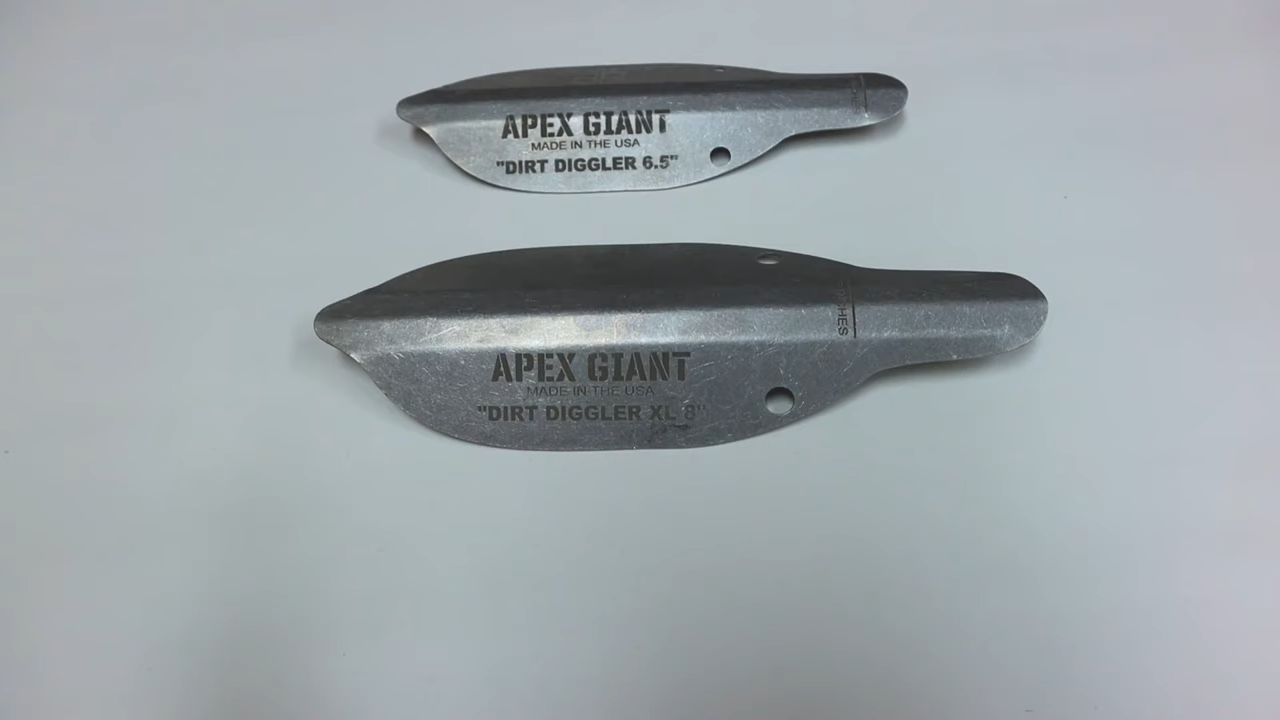 APEX GIANT
MADE IN THE USA
"DIRT DIGGLER 6.5"
APEX GIANT
MADE IN THE USA
"DIRT DIGGLER XL 8"